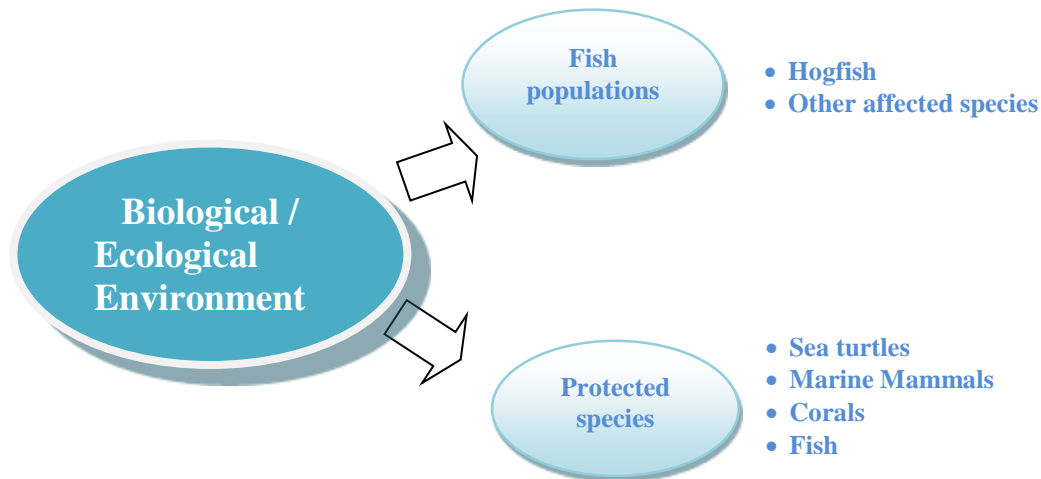 Biological /
Ecological
Environment
Fish
populations
• Hogfish
• Other affected species
Protected
species
• Sea turtles
• Marine Mammals
• Corals
• Fish